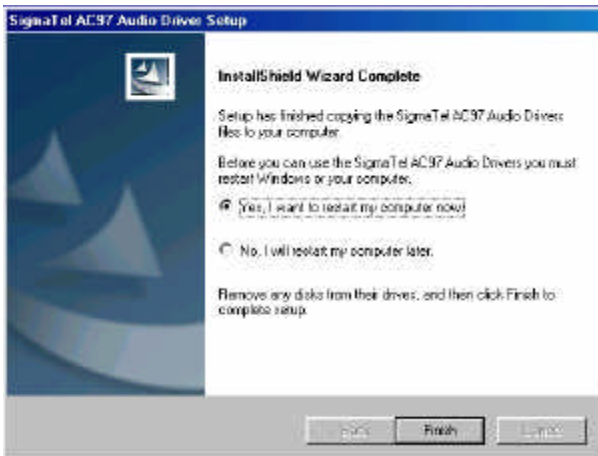 SigmaTel AC97 Audio Driver Setup
InstallShield Wizard Complete
Setup has finished copying the SigmaTel AC97 Audio Drivers
files to your computer.
Before you can use the SigmaTel AC97 Audio Drivers you must
restart Windows or your computer.
Yes, I want to restart my computer now.
No, I will restart my computer later.
Remove any disks from their drives, and then click Finish to
complete setup.
Back Finish Cancel